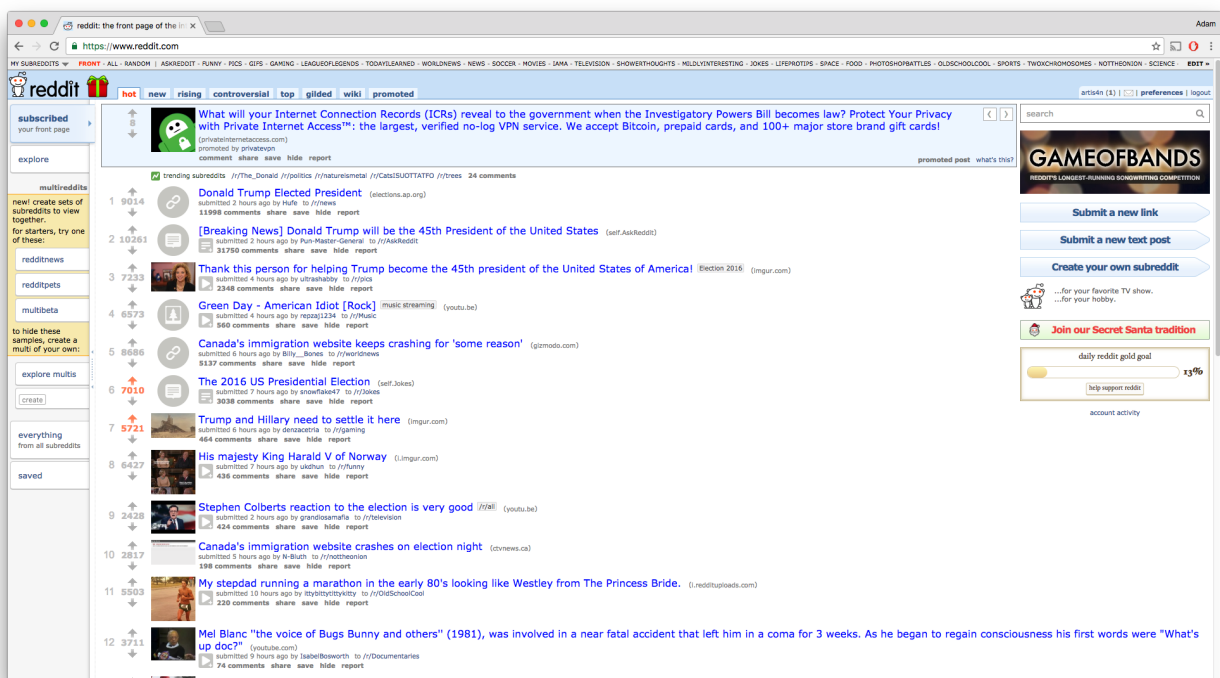 reddit: the front page of the in
Adam
https://www.reddit.com
MY SUBREDDITS FRONT - ALL - RANDOM | ASKREDDIT - FUNNY - PICS - GIFS - GAMING - LEAGUEOFLEGENDS - TODAYILEARNED - WORLDNEWS - NEWS - SOCCER - MOVIES - IAMA - TELEVISION - SHOWERTHOUGHTS - MILDLYINTERESTING - JOKES - LIFEPROTIPS - SPACE - FOOD - PHOTOSHOPBATTLES - OLDSCHOOLCOOL - SPORTS - TWOXCHROMOSOMES - NOTTHEONION - SCIENCE - EDIT »
reddit hot new rising controversial top gilded wiki promoted
artis4n (1) | | preferences | logout
subscribed
your front page
explore
multireddits
new! create sets of
subreddits to view
together.
for starters, try one
of these:
redditnews
redditpets
multibeta
to hide these
samples, create a
multi of your own:
explore multis
create
everything
from all subreddits
saved
8
What will your Internet Connection Records (ICRs) reveal to the government when the Investigatory Powers Bill becomes law? Protect Your Privacy
with Private Internet Access™: the largest, verified no-log VPN service. We accept Bitcoin, prepaid cards, and 100+ major store brand gift cards!
(privateinternetaccess.com)
promoted by privatevpn
comment share save hide report
promoted post what's this?
trending subreddits /r/The_Donald /r/politics /r/natureismetal /r/CatsISUOTTATFO /r/trees 24 comments
1 9014 Donald Trump Elected President (elections.ap.org)
submitted 2 hours ago by Hufe to /r/news
11998 comments share save hide report
2 10261 [Breaking News] Donald Trump will be the 45th President of the United States (self.AskReddit)
submitted 2 hours ago by Pun-Master-General to /r/AskReddit
31750 comments share save hide report
3 7233 Thank this person for helping Trump become the 45th president of the United States of America! Election 2016 (imgur.com)
submitted 4 hours ago by ultrashabby to /r/pics
2348 comments share save hide report
4 6573 Green Day - American Idiot [Rock] music streaming (youtu.be)
submitted 4 hours ago by repzaj1234 to /r/Music
560 comments share save hide report
5 8686 Canada's immigration website keeps crashing for 'some reason' (gizmodo.com)
submitted 6 hours ago by Billy__Bones to /r/worldnews
5137 comments share save hide report
6 7010 The 2016 US Presidential Election (self.Jokes)
submitted 7 hours ago by snowflake47 to /r/Jokes
3038 comments share save hide report
7 5721 Trump and Hillary need to settle it here (imgur.com)
submitted 6 hours ago by denzacetria to /r/gaming
464 comments share save hide report
8 6427 His majesty King Harald V of Norway (i.imgur.com)
submitted 7 hours ago by ukdhun to /r/funny
436 comments share save hide report
9 2428 Stephen Colberts reaction to the election is very good /r/all (youtu.be)
submitted 2 hours ago by grandiosamafia to /r/television
424 comments share save hide report
10 2817 Canada's immigration website crashes on election night (ctvnews.ca)
submitted 5 hours ago by N-Bluth to /r/nottheonion
198 comments share save hide report
11 5503 My stepdad running a marathon in the early 80's looking like Westley from The Princess Bride. (i.reddituploads.com)
submitted 10 hours ago by ittybittytittykitty to /r/OldSchoolCool
220 comments share save hide report
12 3711 Mel Blanc "the voice of Bugs Bunny and others" (1981), was involved in a near fatal accident that left him in a coma for 3 weeks. As he began to regain consciousness his first words were "What's
up doc?" (youtube.com)
submitted 9 hours ago by IsabelBosworth to /r/Documentaries
74 comments share save hide report
search
GAMEOFBANDS
REDDIT'S LONGEST-RUNNING SONGWRITING COMPETITION
Submit a new link
Submit a new text post
Create your own subreddit
...for your favorite TV show.
...for your hobby.
Join our Secret Santa tradition
daily reddit gold goal
13%
help support reddit
account activity